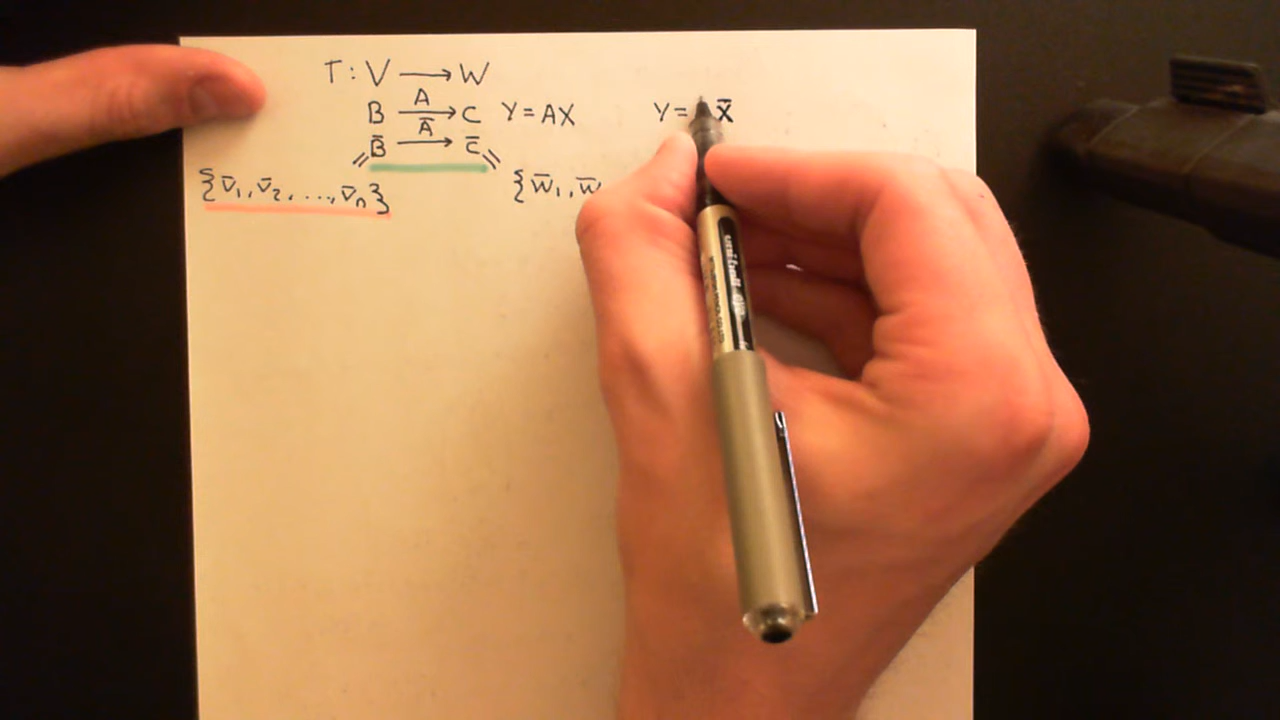 T: V ⟶ W
B —A→ C Y = AX Y = X̄
B̄ —Ā→ C̄
{v̄₁, v̄₂, ..., v̄ₙ} {w̄₁, w̄
uni-ball